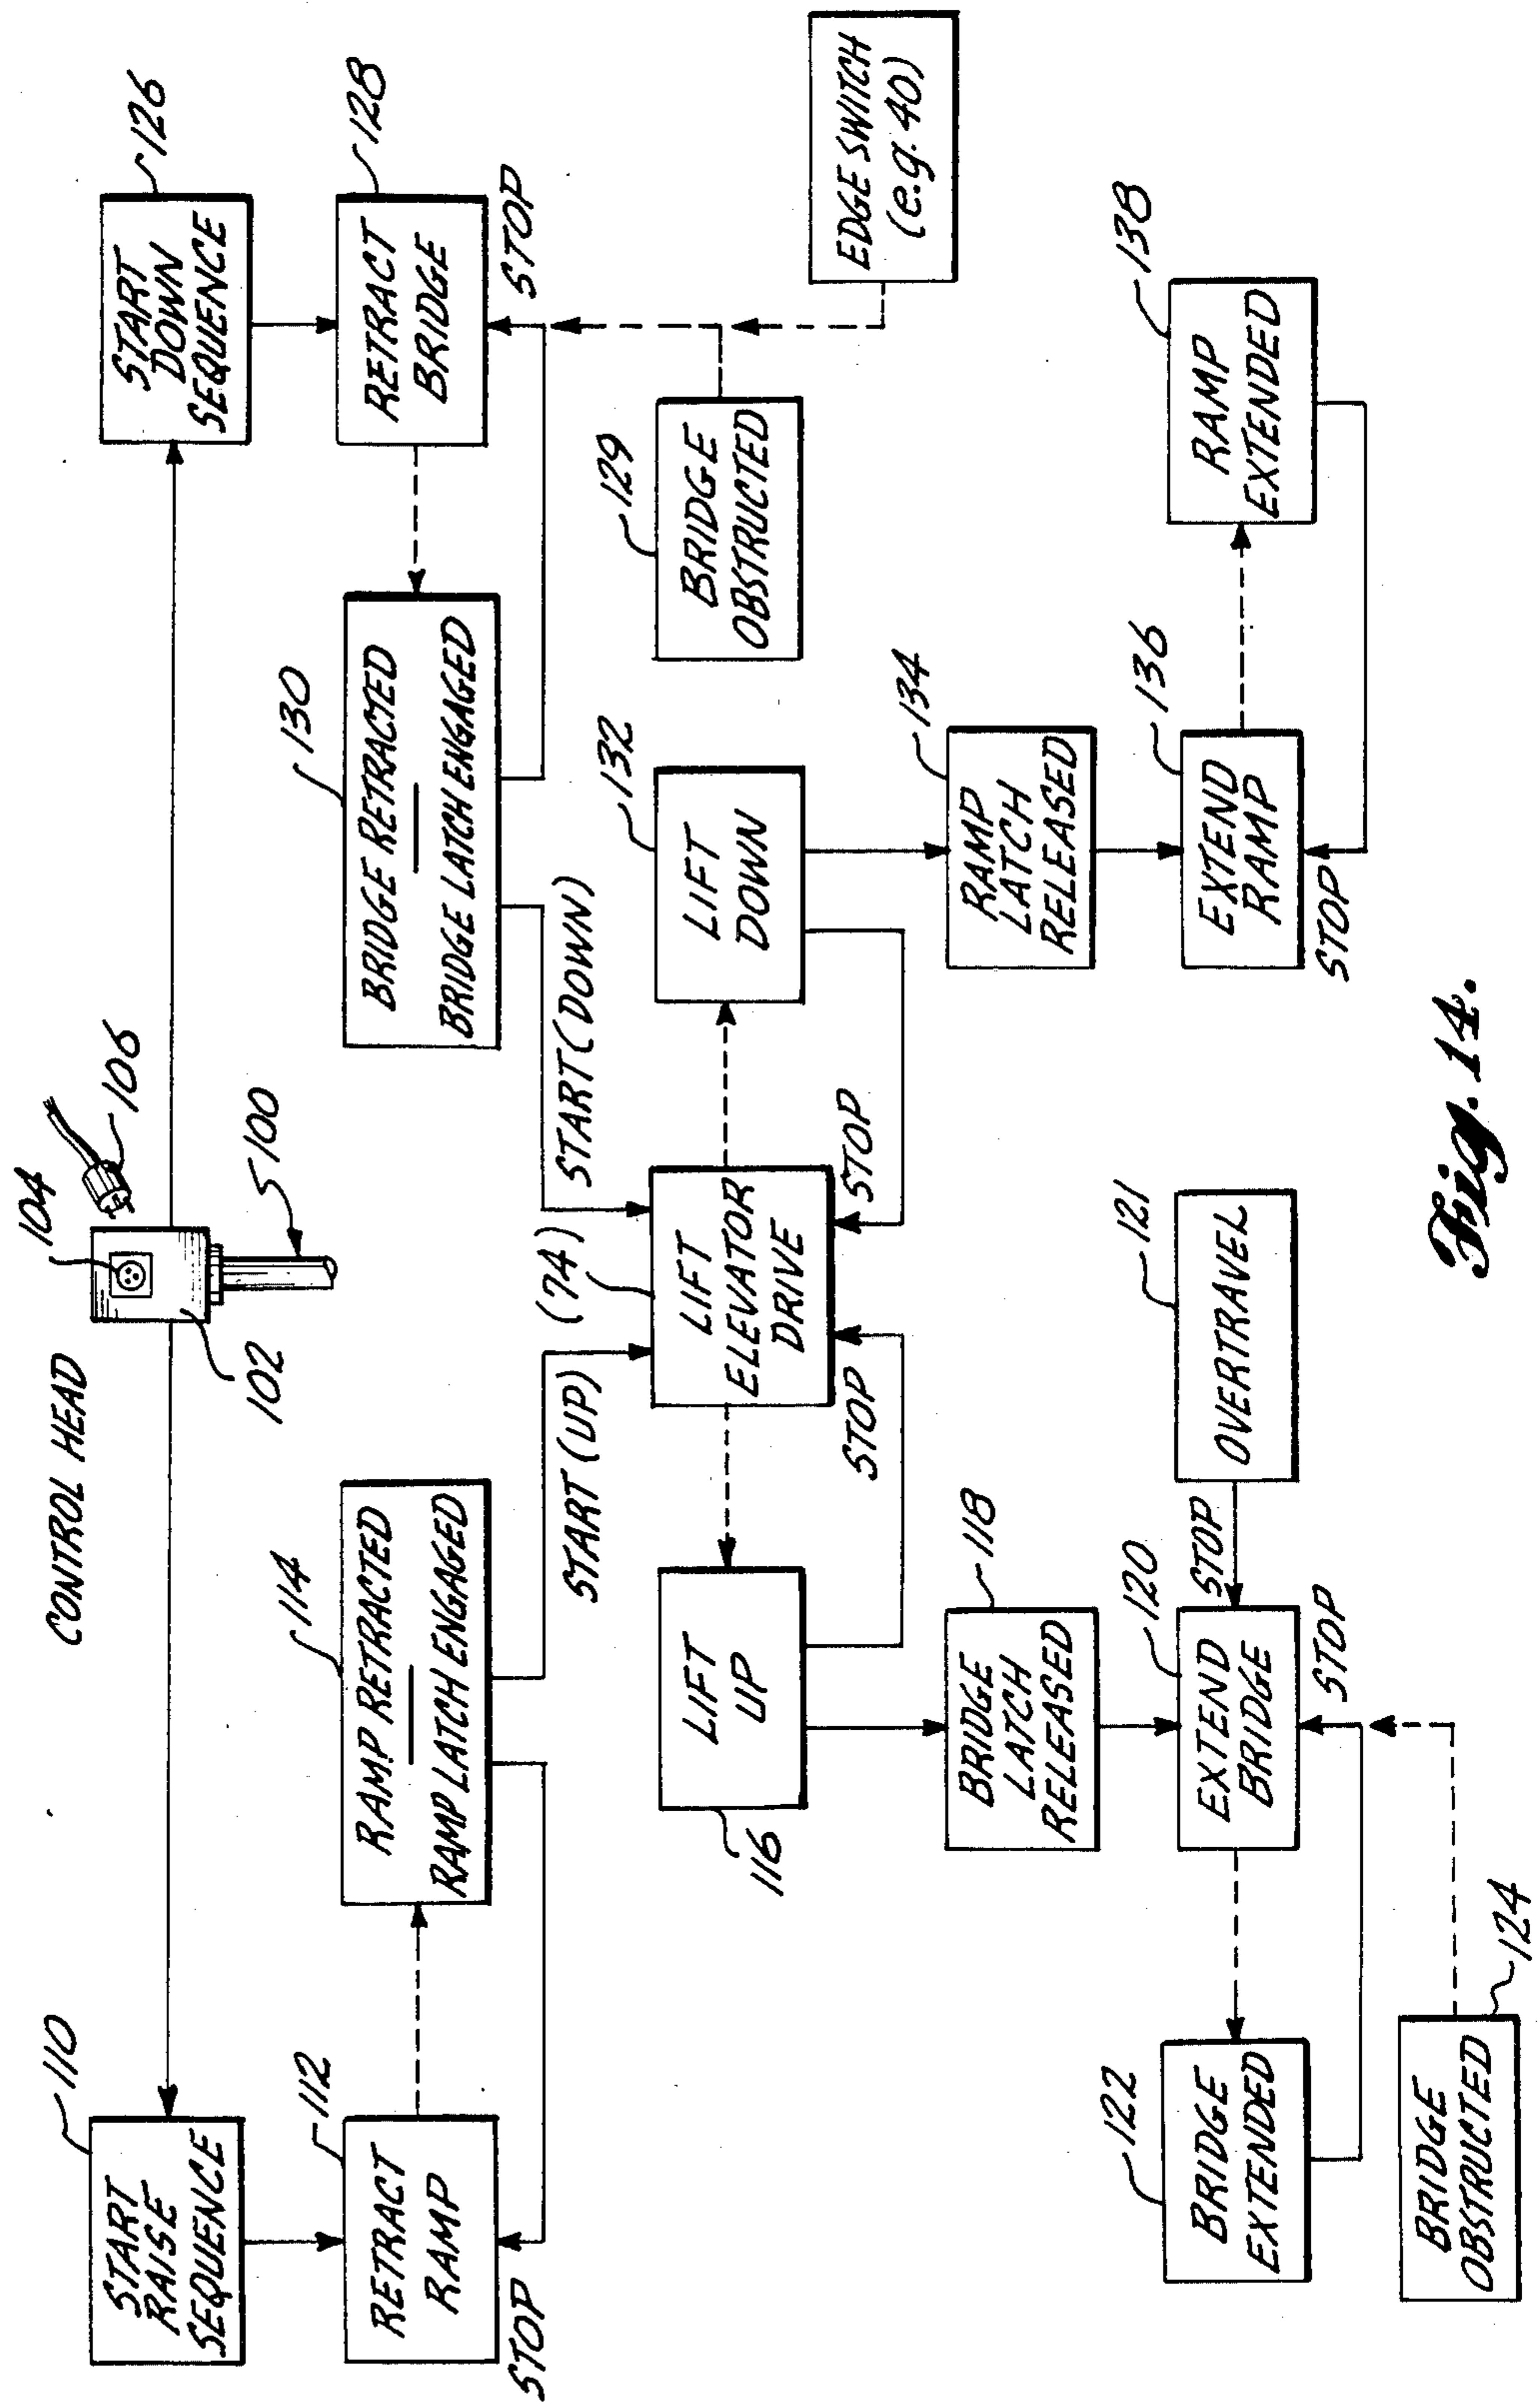 CONTROL HEAD
104
106
102
100
110
START
RAISE
SEQUENCE
126
START
DOWN
SEQUENCE
112
RETRACT
RAMP
STOP
114
RAMP RETRACTED
RAMP LATCH ENGAGED
START (UP)
130
BRIDGE RETRACTED
BRIDGE LATCH ENGAGED
START (DOWN)
128
RETRACT
BRIDGE
STOP
116
LIFT
UP
(74)
LIFT
ELEVATOR
DRIVE
STOP
STOP
132
LIFT
DOWN
129
BRIDGE
OBSTRUCTED
EDGE SWITCH
(e.g. 40)
118
BRIDGE
LATCH
RELEASED
134
RAMP
LATCH
RELEASED
122
BRIDGE
EXTENDED
120
EXTEND
BRIDGE
STOP
STOP
121
OVERTRAVEL
136
EXTEND
RAMP
STOP
138
RAMP
EXTENDED
BRIDGE
OBSTRUCTED
124
Fig. 14.